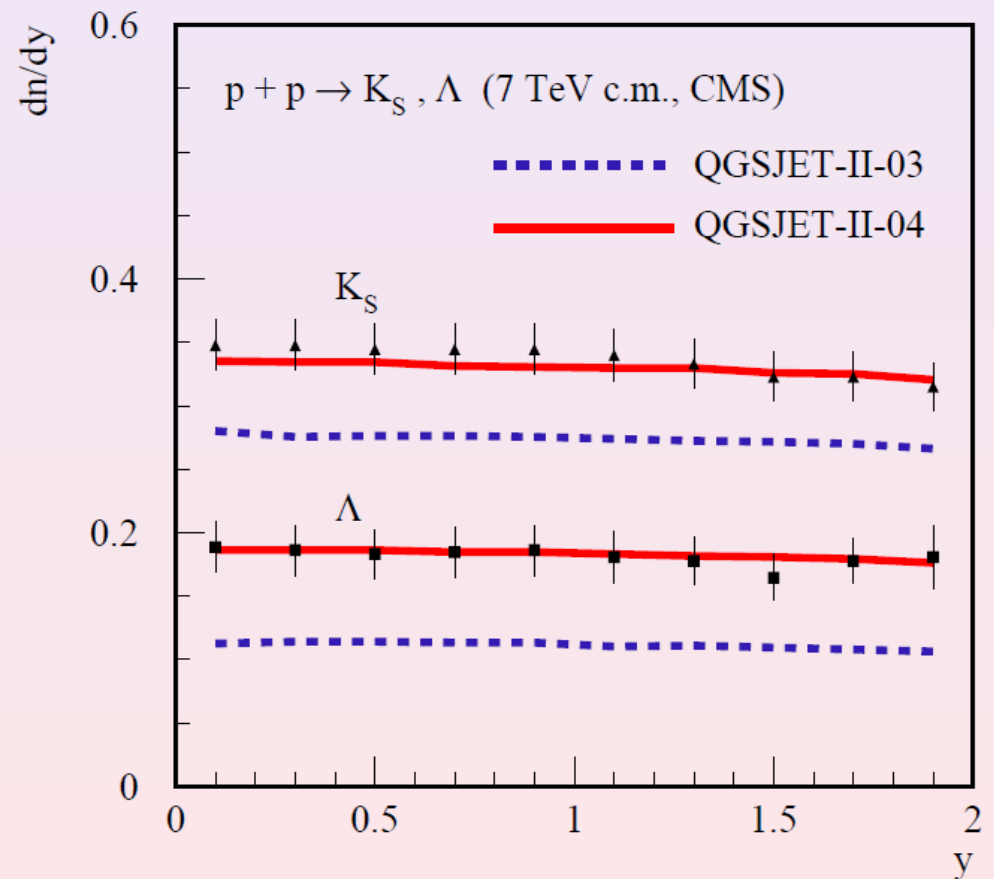 dn/dy
0.6
p + p → K_S , Λ (7 TeV c.m., CMS)
QGSJET-II-03
QGSJET-II-04
0.4
K_S
0.2
Λ
0
0 0.5 1 1.5 2
y